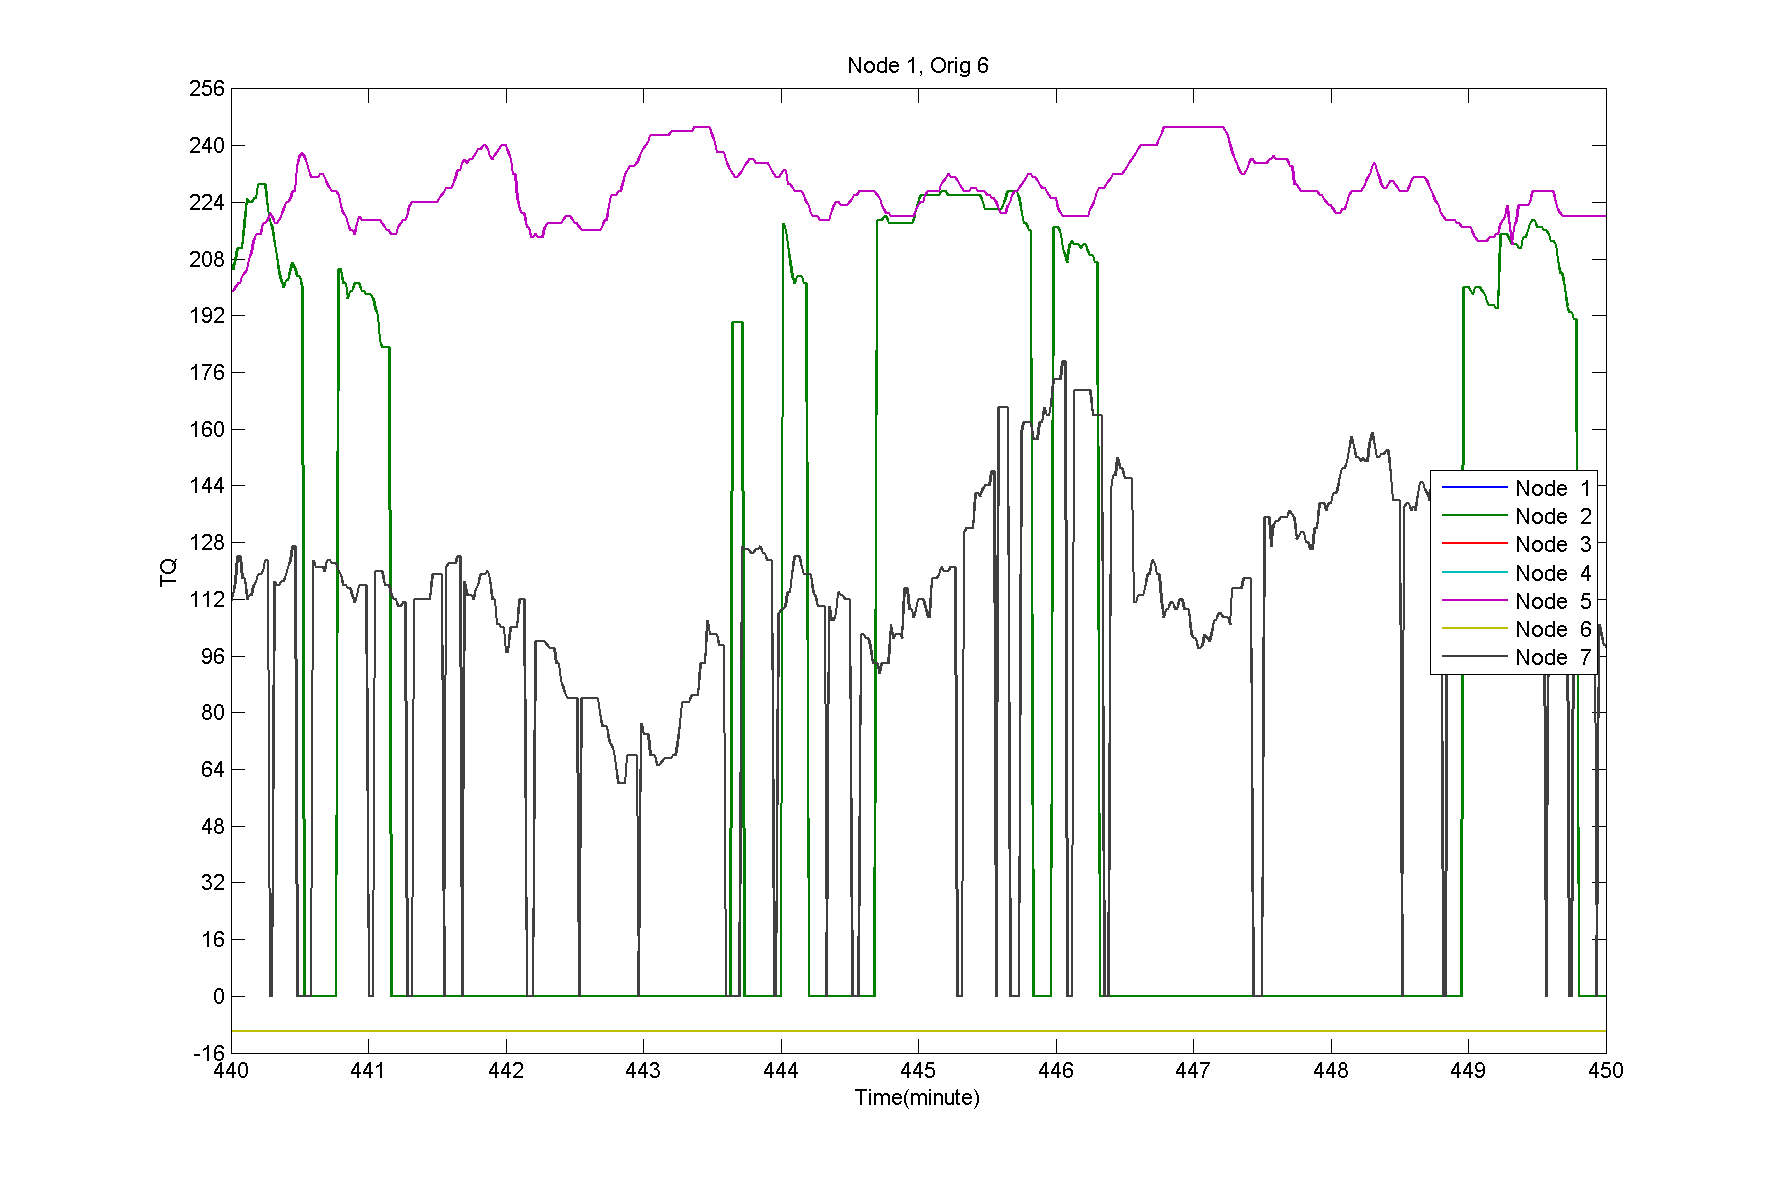 Node 1, Orig 6
256
240
224
208
192
176
160
144
128
112
96
80
64
48
32
16
0
-16
TQ
Node 1
Node 2
Node 3
Node 4
Node 5
Node 6
Node 7
440 441 442 443 444 445 446 447 448 449 450
Time(minute)